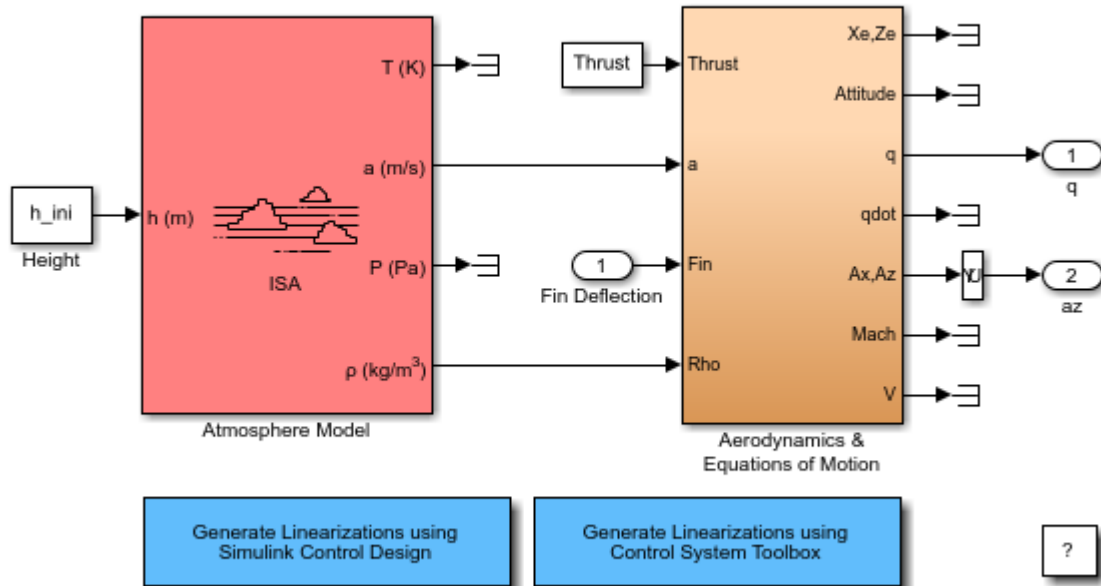 h_ini
Height
h (m)
T (K)
a (m/s)
P (Pa)
ρ (kg/m³)
ISA
Atmosphere Model
Thrust
1
Fin Deflection
Thrust
a
Fin
Rho
Xe,Ze
Attitude
q
qdot
Ax,Az
Mach
V
Aerodynamics &
Equations of Motion
1
q
2
az
Generate Linearizations using
Simulink Control Design
Generate Linearizations using
Control System Toolbox
?